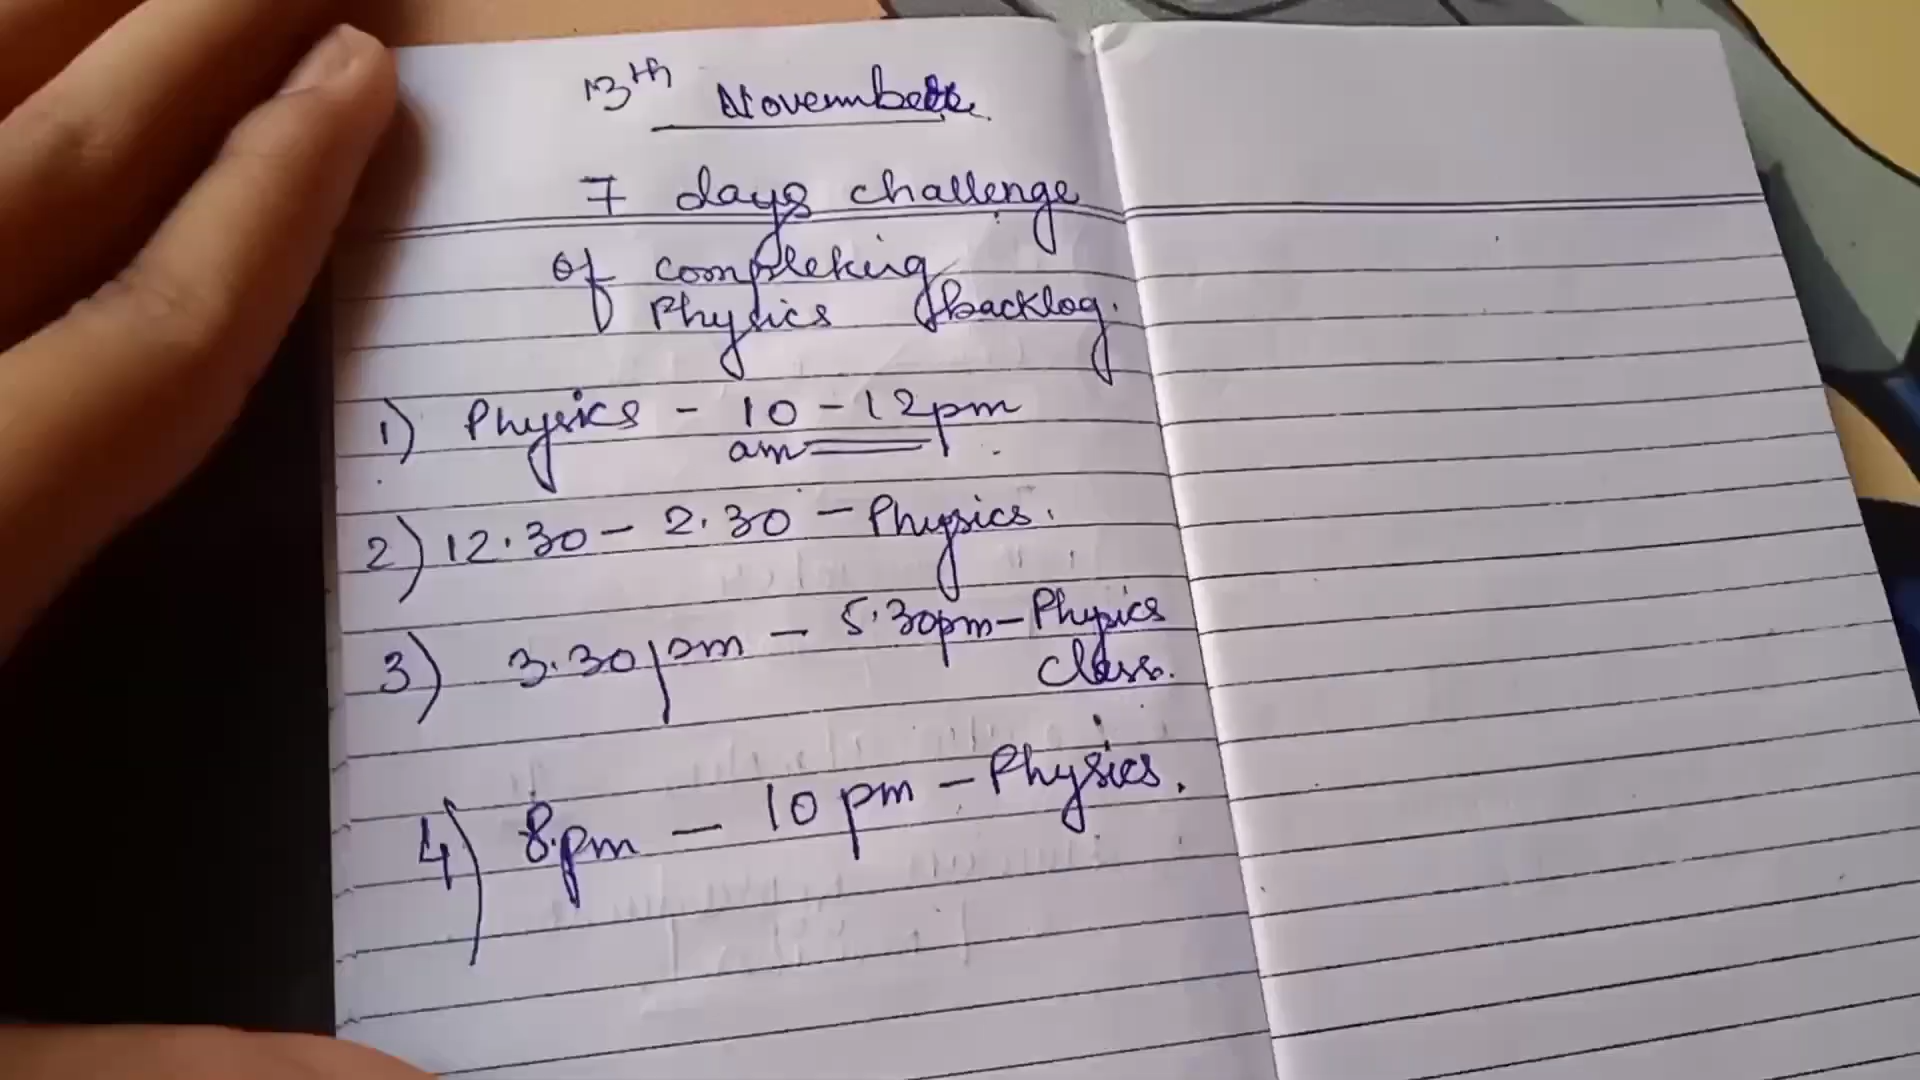 13th November.
7 days challenge
of completing
Physics backlog.
1) Physics - 10 - 12pm
am
2) 12.30 - 2.30 - Physics.
3) 3.30pm - 5.30pm - Physics
Class.
4) 8.pm - 10 pm - Physics.